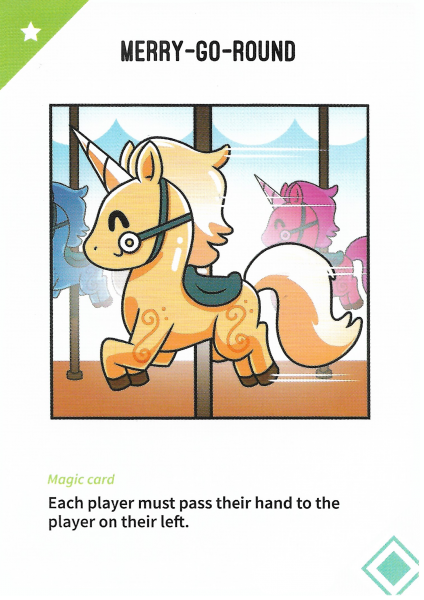 MERRY-GO-ROUND
Magic card
Each player must pass their hand to the
player on their left.